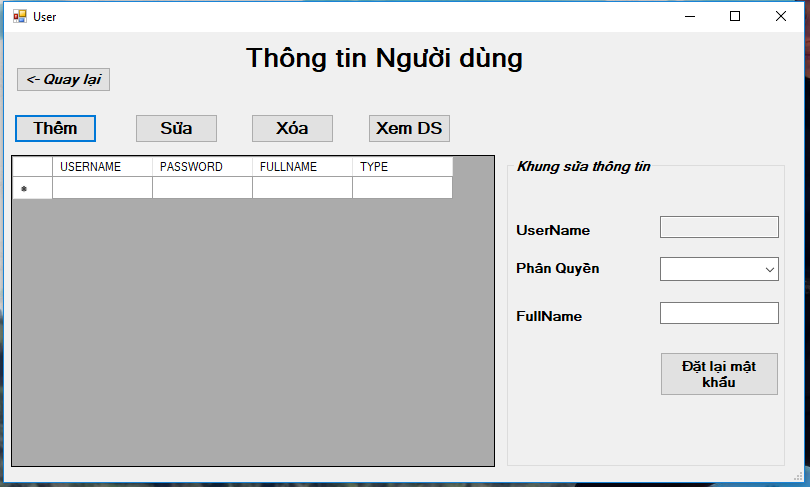 User
Thông tin Người dùng
<- Quay lại
Thêm Sửa Xóa Xem DS
USERNAME PASSWORD FULLNAME TYPE
*
Khung sửa thông tin
UserName
Phân Quyền
FullName
Đặt lại mật
khẩu